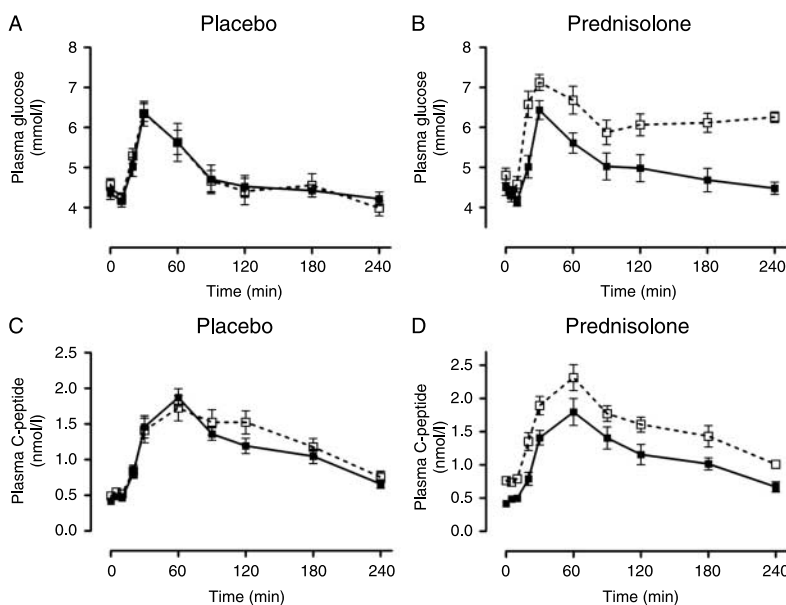 A
Placebo
Plasma glucose
(mmol/l)
8
7
6
5
4
0 60 120 180 240
Time (min)
B
Prednisolone
Plasma glucose
(mmol/l)
8
7
6
5
4
0 60 120 180 240
Time (min)
C
Placebo
Plasma C-peptide
(nmol/l)
2.5
2.0
1.5
1.0
0.5
0.0
0 60 120 180 240
Time (min)
D
Prednisolone
Plasma C-peptide
(nmol/l)
2.5
2.0
1.5
1.0
0.5
0.0
0 60 120 180 240
Time (min)